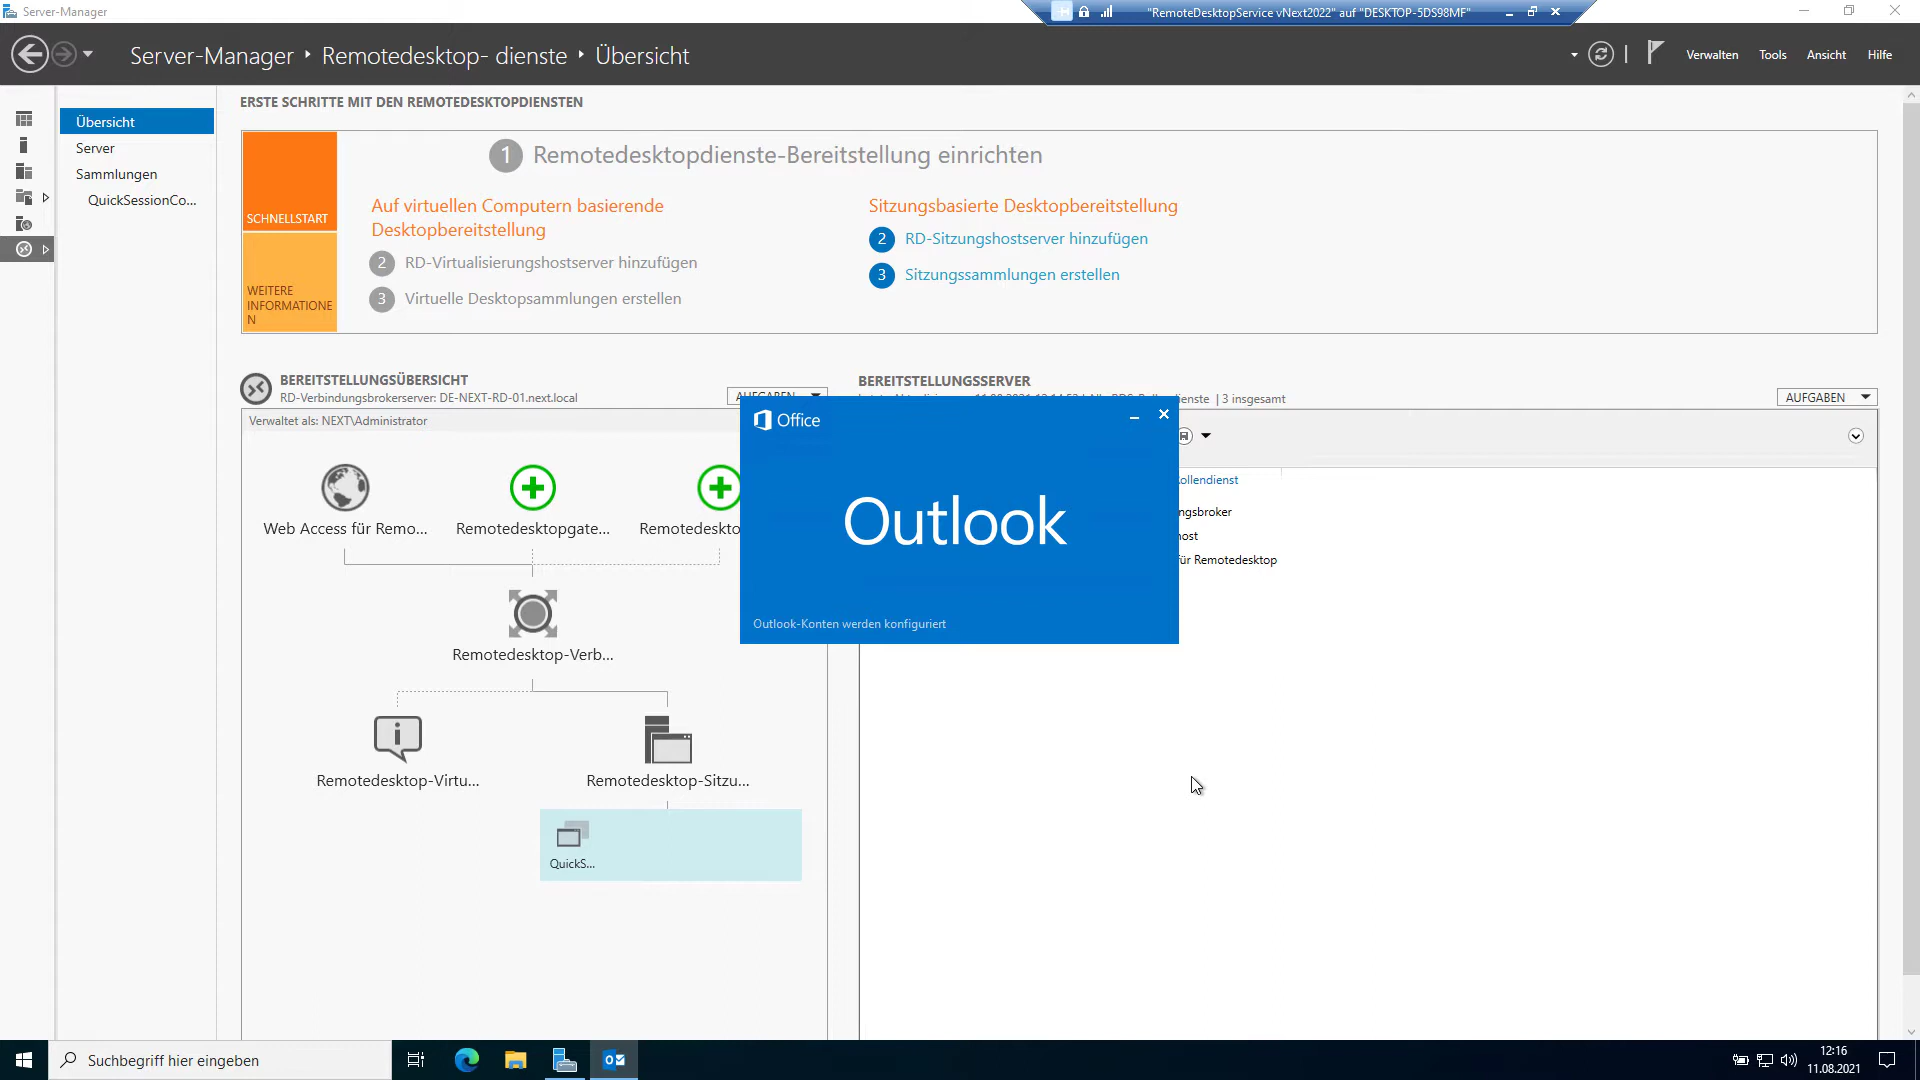 Server-Manager
"RemoteDesktopService vNext2022" auf "DESKTOP-5DS98MF"
Server-Manager ‣ Remotedesktop- dienste ‣ Übersicht
Verwalten Tools Ansicht Hilfe
Übersicht
Server
Sammlungen
QuickSessionCo...
ERSTE SCHRITTE MIT DEN REMOTEDESKTOPDIENSTEN
SCHNELLSTART
WEITERE
INFORMATIONE
N
1 Remotedesktopdienste-Bereitstellung einrichten
Auf virtuellen Computern basierende
Desktopbereitstellung
2 RD-Virtualisierungshostserver hinzufügen
3 Virtuelle Desktopsammlungen erstellen
Sitzungsbasierte Desktopbereitstellung
2 RD-Sitzungshostserver hinzufügen
3 Sitzungssammlungen erstellen
BEREITSTELLUNGSÜBERSICHT
RD-Verbindungsbrokerserver: DE-NEXT-RD-01.next.local
AUFGABEN
Verwaltet als: NEXT\Administrator
Web Access für Remo...
Remotedesktopgate...
Remotedeskto
Remotedesktop-Verb...
Remotedesktop-Virtu...
Remotedesktop-Sitzu...
QuickS...
BEREITSTELLUNGSSERVER
dienste | 3 insgesamt
AUFGABEN
ollendienst
ngsbroker
ost
für Remotedesktop
Office
Outlook
Outlook-Konten werden konfiguriert
Suchbegriff hier eingeben
12:16
11.08.2021